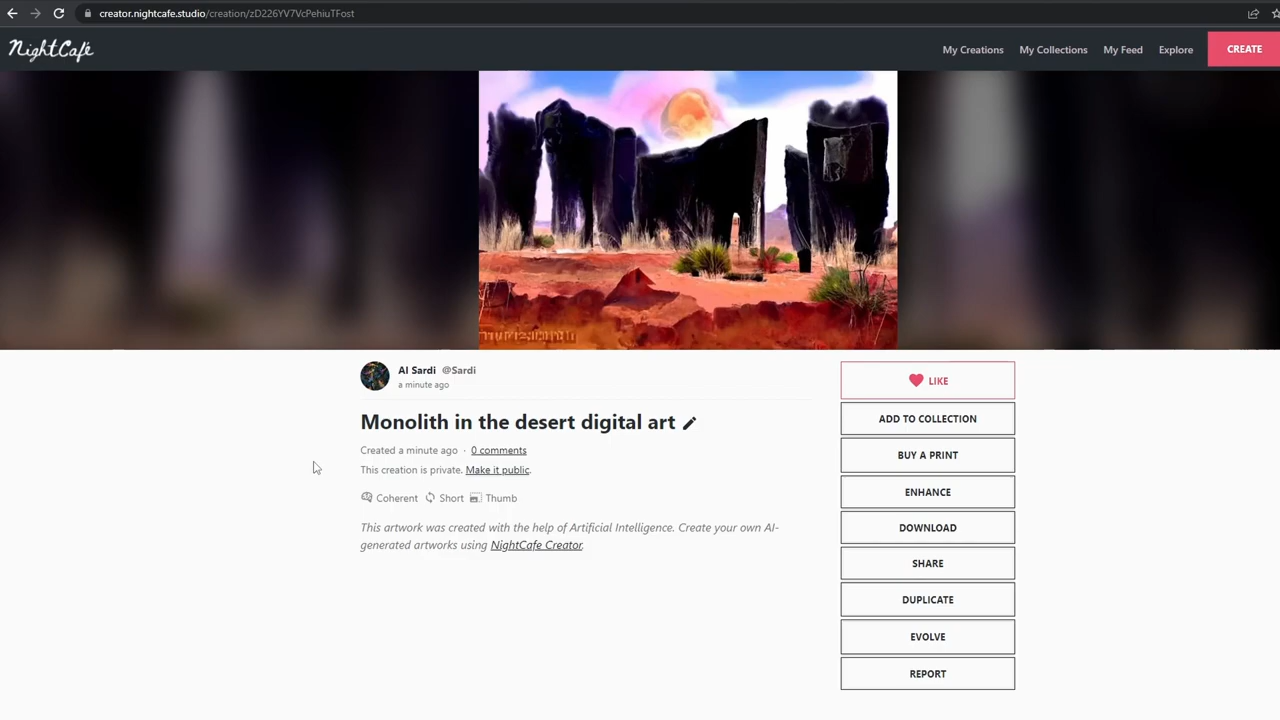 creator.nightcafe.studio/creation/zD226YV7VcPehiuTFost
NightCafé
My Creations My Collections My Feed Explore CREATE
AI Sardi @Sardi
a minute ago
Monolith in the desert digital art
Created a minute ago · 0 comments
This creation is private. Make it public.
Coherent Short Thumb
This artwork was created with the help of Artificial Intelligence. Create your own AI-
generated artworks using NightCafe Creator.
LIKE
ADD TO COLLECTION
BUY A PRINT
ENHANCE
DOWNLOAD
SHARE
DUPLICATE
EVOLVE
REPORT